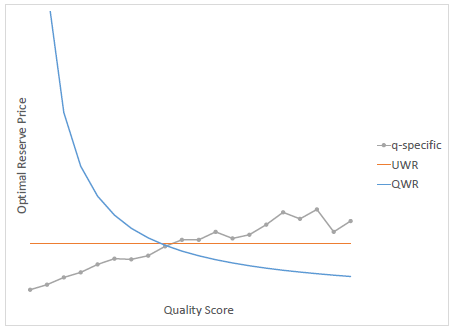 Optimal Reserve Price
q-specific
UWR
QWR
Quality Score